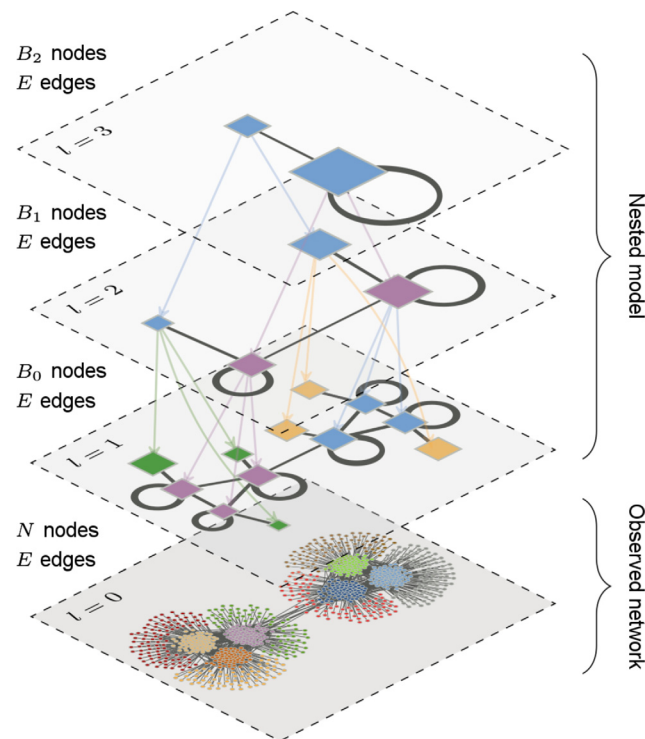 B₂ nodes
E edges
l = 3
B₁ nodes
E edges
l = 2
B₀ nodes
E edges
l = 1
N nodes
E edges
l = 0
Nested model
Observed network